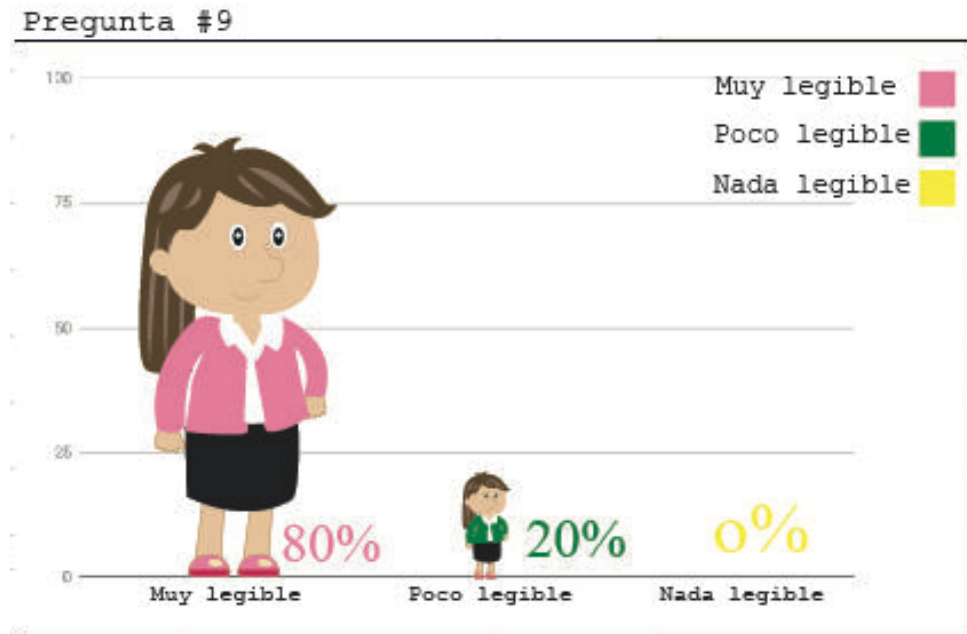 Pregunta #9
100
Muy legible
Poco legible
75
Nada legible
50
25
80%
20%
0%
0
Muy legible
Poco legible
Nada legible